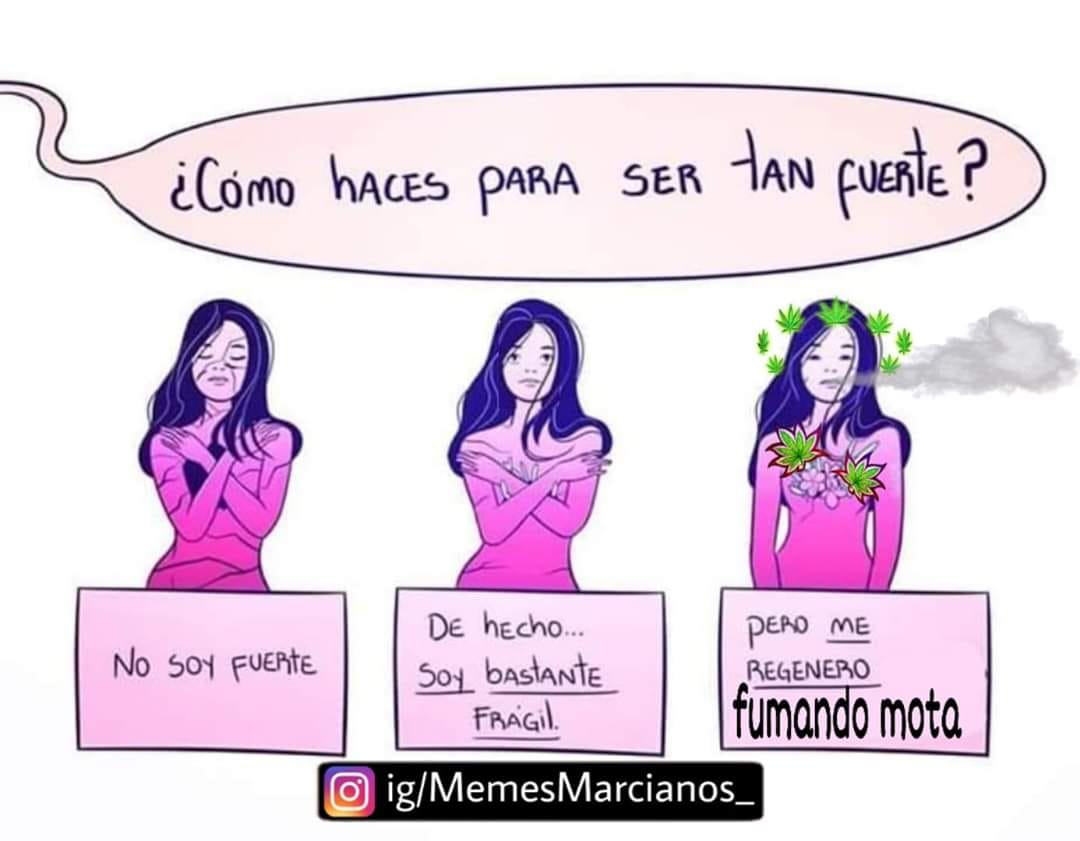 ¿Cómo haces para ser tan fuerte?
No soy fuerte
De hecho...
soy bastante
frágil.
pero me
regenero
fumando mota
ig/MemesMarcianos_